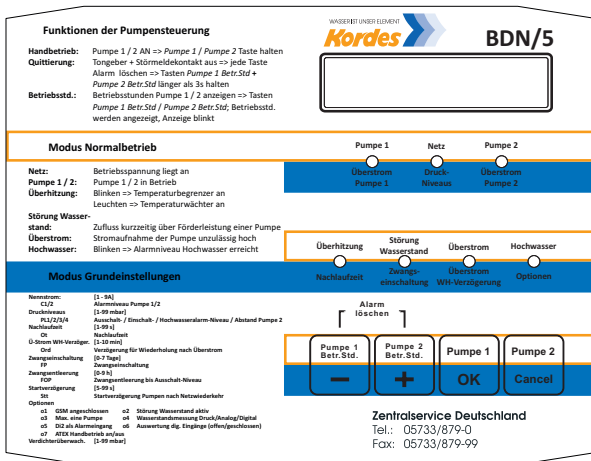 Funktionen der Pumpensteuerung
Handbetrieb: Pumpe 1 / 2 AN => Pumpe 1 / Pumpe 2 Taste halten
Quittierung: Tongeber + Störmeldekontakt aus => jede Taste
Alarm löschen => Tasten Pumpe 1 Betr.Std +
Pumpe 2 Betr.Std länger als 3s halten
Betriebsstd.: Betriebsstunden Pumpe 1 / 2 anzeigen => Tasten
Pumpe 1 Betr.Std / Pumpe 2 Betr.Std; Betriebsstd.
werden angezeigt, Anzeige blinkt
WASSER IST UNSER ELEMENT
Kordes
BDN/5
Modus Normalbetrieb
Netz: Betriebsspannung liegt an
Pumpe 1 / 2: Pumpe 1 / 2 in Betrieb
Überhitzung: Blinken => Temperaturbegrenzer an
Leuchten => Temperaturwächter an
Störung Wasser-
stand: Zufluss kurzzeitig über Förderleistung einer Pumpe
Überstrom: Stromaufnahme der Pumpe unzulässig hoch
Hochwasser: Blinken => Alarmniveau Hochwasser erreicht
Pumpe 1 Netz Pumpe 2
Überstrom Druck- Überstrom
Pumpe 1 Niveaus Pumpe 2
Überhitzung Störung Überstrom Hochwasser
Wasserstand
Nachlaufzeit Zwangs- Überstrom Optionen
einschaltung WH-Verzögerung
Modus Grundeinstellungen
Nennstrom: [1 - 9A]
C1/2 Alarmniveau Pumpe 1/2
Druckniveaus [1-99 mbar]
PL1/2/3/4 Ausschalt- / Einschalt- / Hochwasseralarm-Niveau / Abstand Pumpe 2
Nachlaufzeit [1-99 s]
Ot Nachlaufzeit
Ü-Strom WH-Verzöger. [1-10 min]
Ord Verzögerung für Wiederholung nach Überstrom
Zwangseinschaltung [0-7 Tage]
FP Zwangseinschaltung
Zwangsentleerung [0-9 h]
FOP Zwangsentleerung bis Ausschalt-Niveau
Startverzögerung [5-99 s]
Stt Startverzögerung Pumpen nach Netzwiederkehr
Optionen
o1 GSM angeschlossen o2 Störung Wasserstand aktiv
o3 Max. eine Pumpe o4 Wasserstandsmessung Druck/Analog/Digital
o5 Di2 als Alarmeingang o6 Auswertung dig. Eingänge (offen/geschlossen)
o7 ATEX Handbetrieb an/aus
Verdichterüberwach. [1-99 mbar]
Alarm
löschen
Pumpe 1 Pumpe 2 Pumpe 1 Pumpe 2
Betr.Std. Betr.Std.
− + OK Cancel
Zentralservice Deutschland
Tel.: 05733/879-0
Fax: 05733/879-99